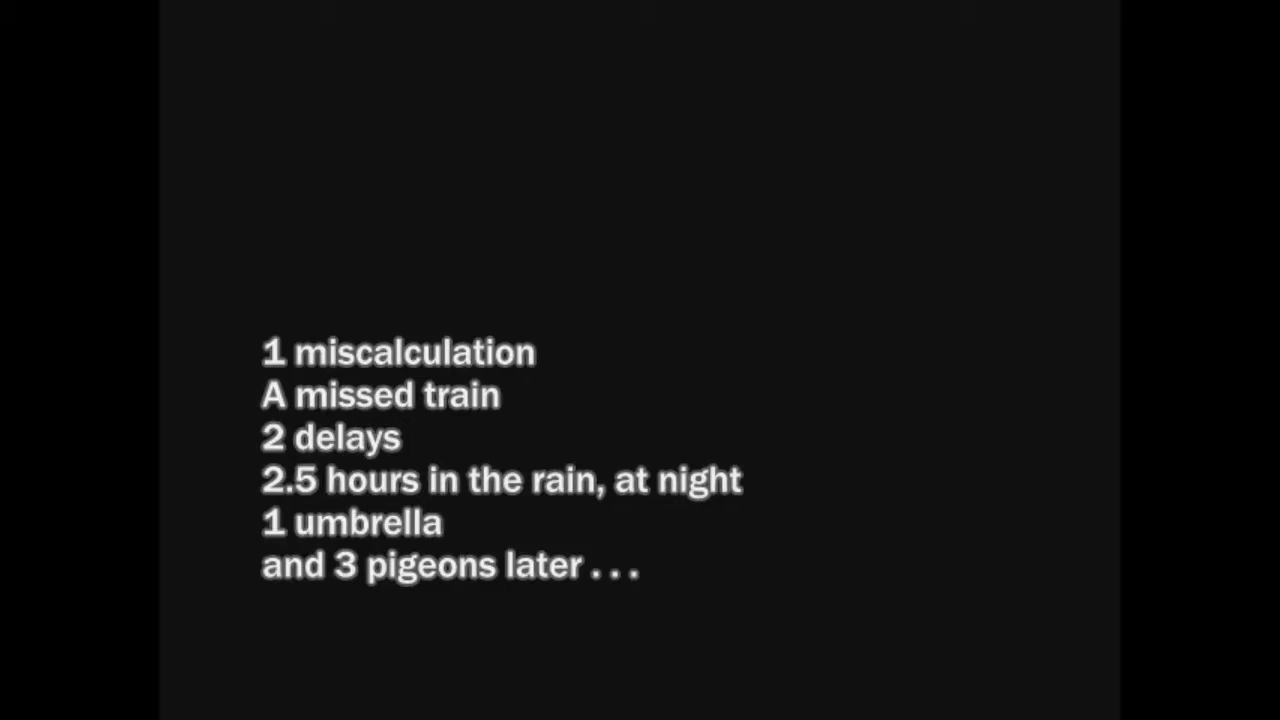 1 miscalculation
A missed train
2 delays
2.5 hours in the rain, at night
1 umbrella
and 3 pigeons later . . .